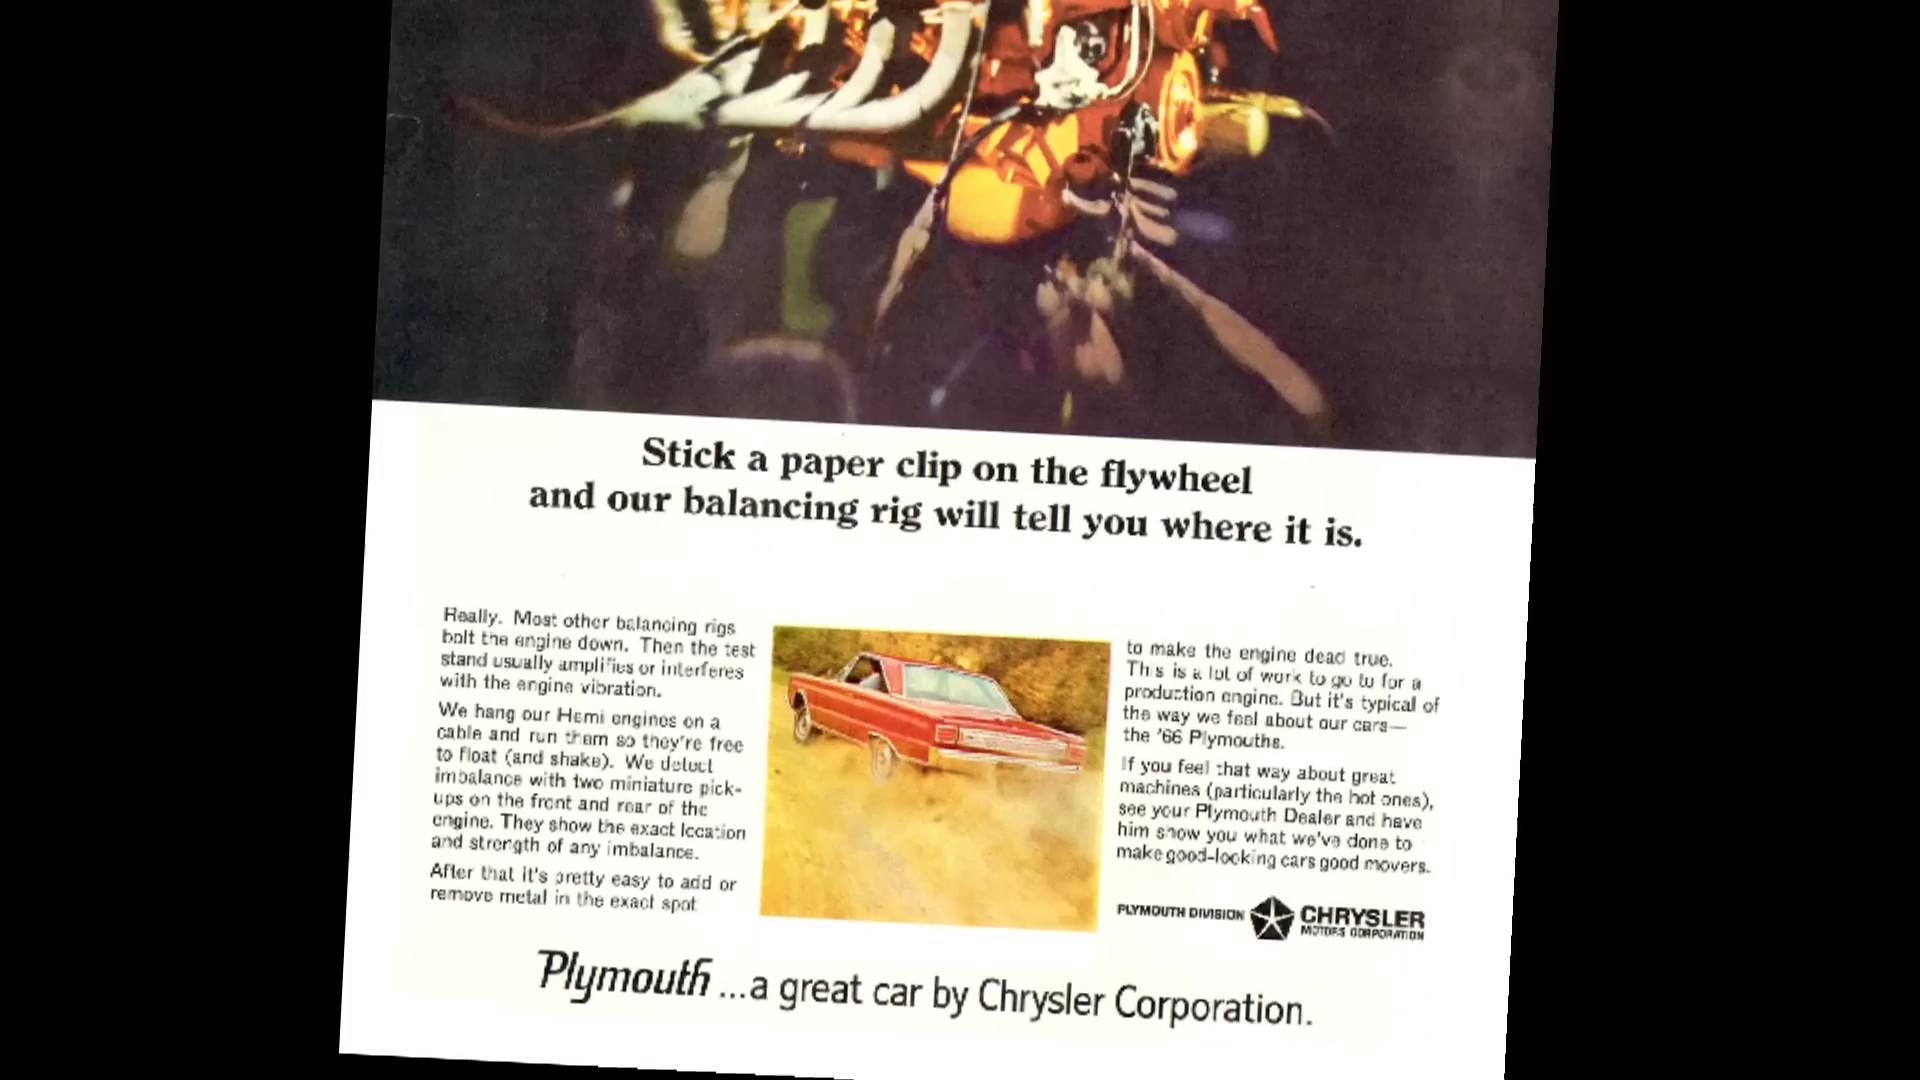 Stick a paper clip on the flywheel
and our balancing rig will tell you where it is.
Really. Most other balancing rigs
bolt the engine down. Then the test
stand usually amplifies or interferes
with the engine vibration.
We hang our Hemi engines on a
cable and run them so they're free
to float (and shake). We detect
imbalance with two miniature pick-
ups on the front and rear of the
engine. They show the exact location
and strength of any imbalance.
After that it's pretty easy to add or
remove metal in the exact spot
to make the engine dead true.
This is a lot of work to go to for a
production engine. But it's typical of
the way we feel about our cars—
the '66 Plymouths.
If you feel that way about great
machines (particularly the hot ones),
see your Plymouth Dealer and have
him show you what we've done to
make good-looking cars good movers.
PLYMOUTH DIVISION CHRYSLER
MOTORS CORPORATION
Plymouth ...a great car by Chrysler Corporation.